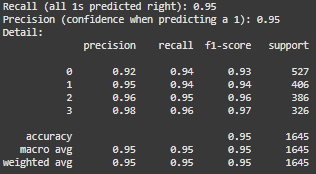 Recall (all 1s predicted right): 0.95
Precision (confidence when predicting a 1): 0.95
Detail:
precision recall f1-score support
0 0.92 0.94 0.93 527
1 0.95 0.94 0.94 406
2 0.96 0.95 0.96 386
3 0.98 0.96 0.97 326
accuracy 0.95 1645
macro avg 0.95 0.95 0.95 1645
weighted avg 0.95 0.95 0.95 1645